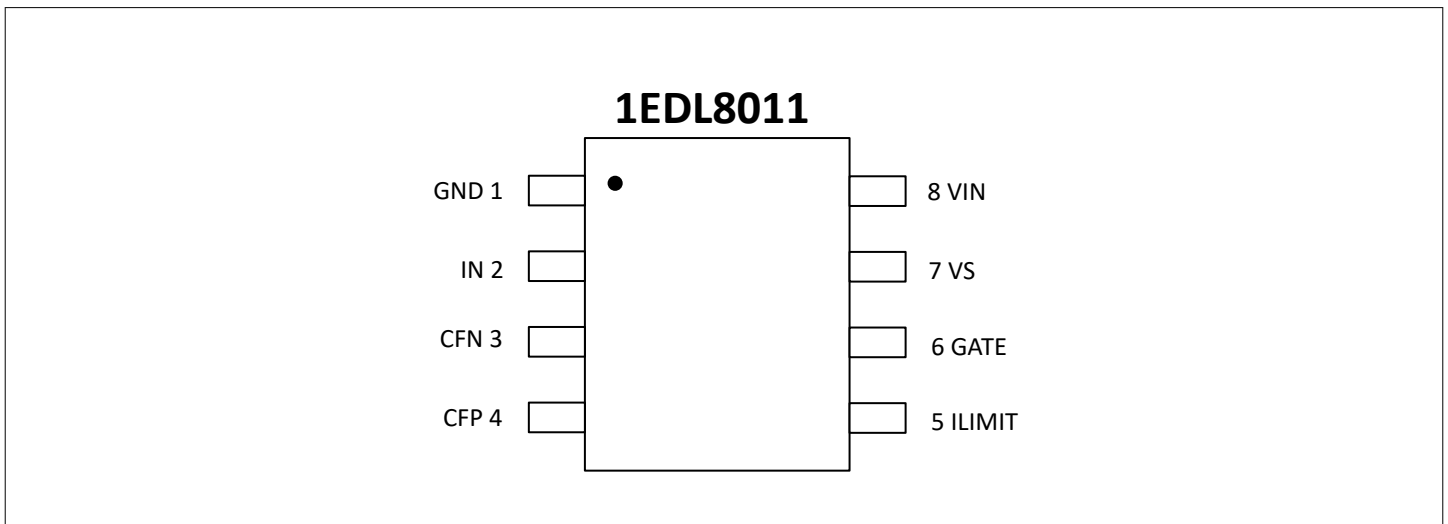 1EDL8011
GND 1
8 VIN
IN 2
7 VS
CFN 3
6 GATE
CFP 4
5 ILIMIT